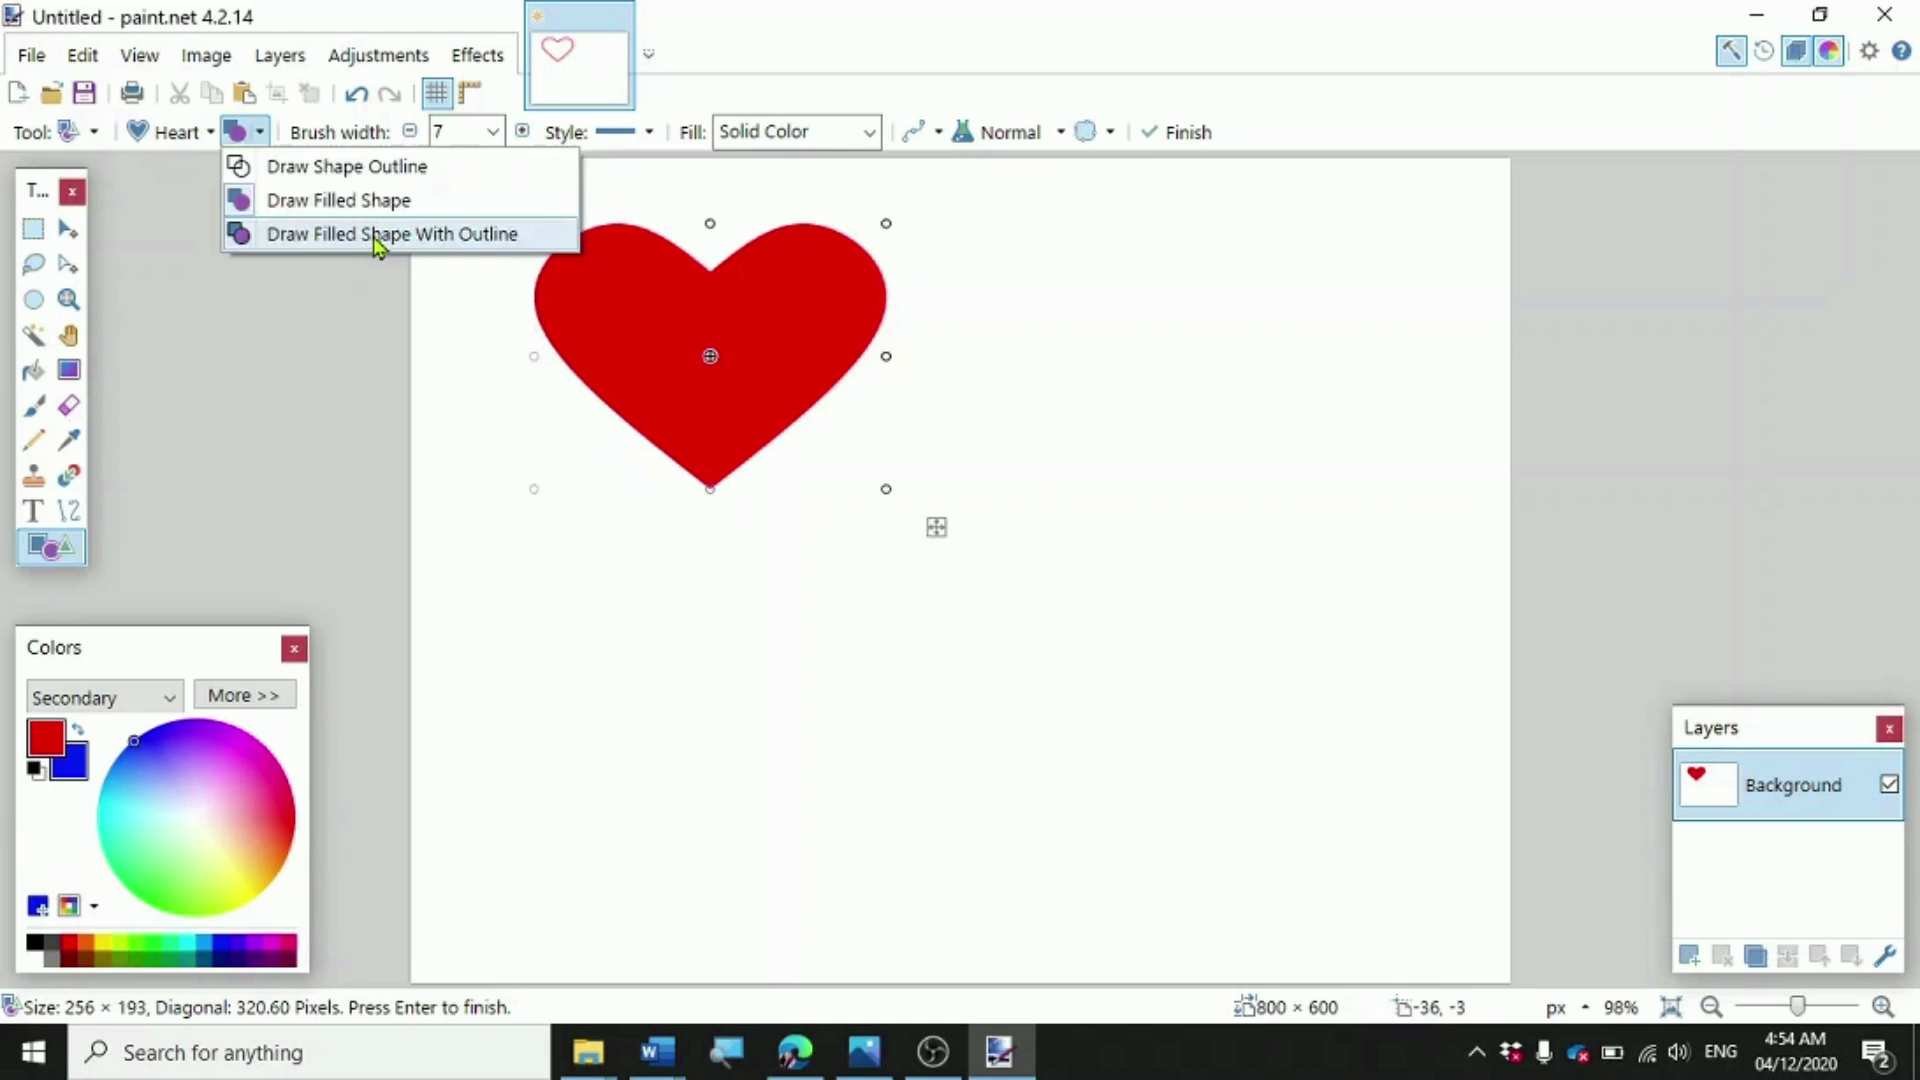 Untitled - paint.net 4.2.14
File Edit View Image Layers Adjustments Effects
Tool: Heart Brush width: 7 Style: Fill: Solid Color Normal Finish
Draw Shape Outline
Draw Filled Shape
Draw Filled Shape With Outline
T...
Colors
Secondary More >>
Layers
Background
Size: 256 × 193, Diagonal: 320.60 Pixels. Press Enter to finish.
800 × 600 -36, -3 px 98%
Search for anything
ENG
4:54 AM
04/12/2020
2